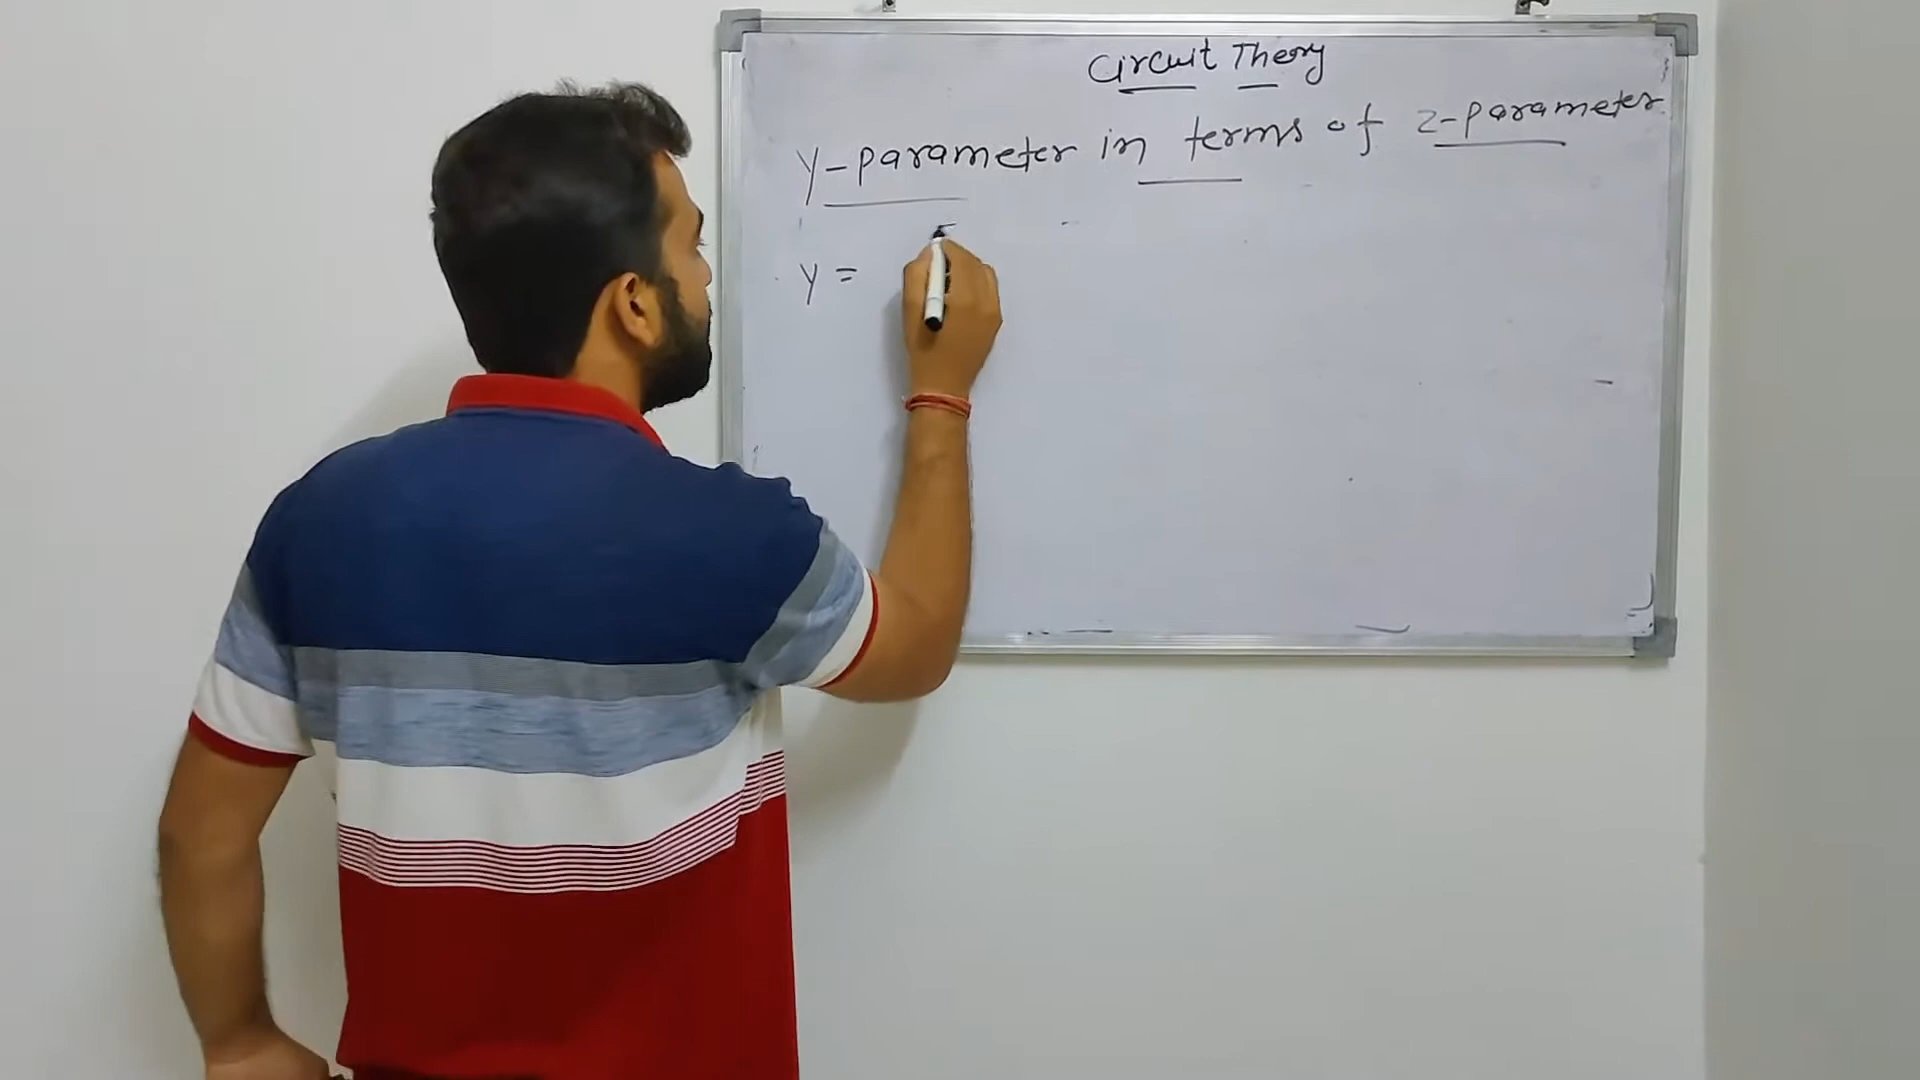 Circuit Theory
Y-parameter in terms of Z-parameter
Y =